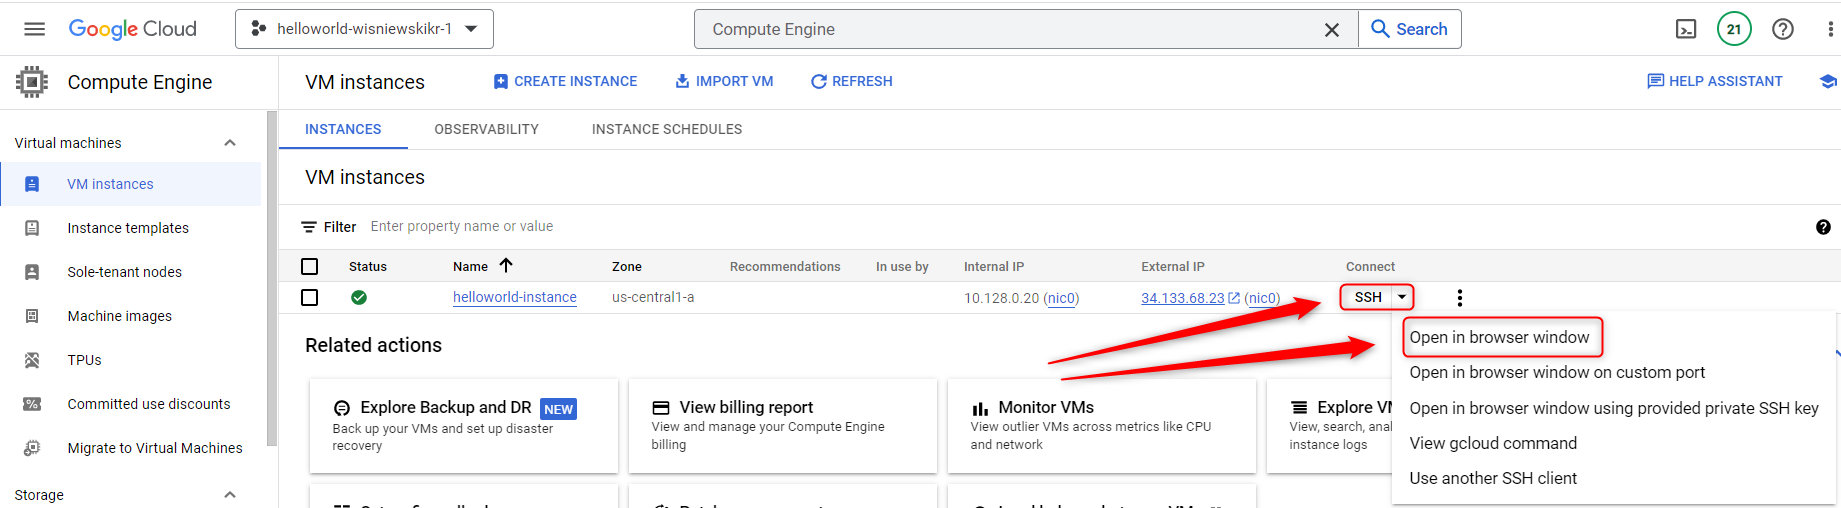 Google Cloud
helloworld-wisniewskikr-1
Compute Engine
Search
21
Compute Engine
VM instances
CREATE INSTANCE
IMPORT VM
REFRESH
HELP ASSISTANT
Virtual machines
VM instances
Instance templates
Sole-tenant nodes
Machine images
TPUs
Committed use discounts
Migrate to Virtual Machines
Storage
INSTANCES OBSERVABILITY INSTANCE SCHEDULES
VM instances
Filter Enter property name or value
Status Name Zone Recommendations In use by Internal IP External IP Connect
helloworld-instance us-central1-a 10.128.0.20 (nic0) 34.133.68.23 (nic0) SSH
Open in browser window
Open in browser window on custom port
Open in browser window using provided private SSH key
View gcloud command
Use another SSH client
Related actions
Explore Backup and DR NEW
Back up your VMs and set up disaster
recovery
View billing report
View and manage your Compute Engine
billing
Monitor VMs
View outlier VMs across metrics like CPU
and network
Explore
View, search,
instance logs